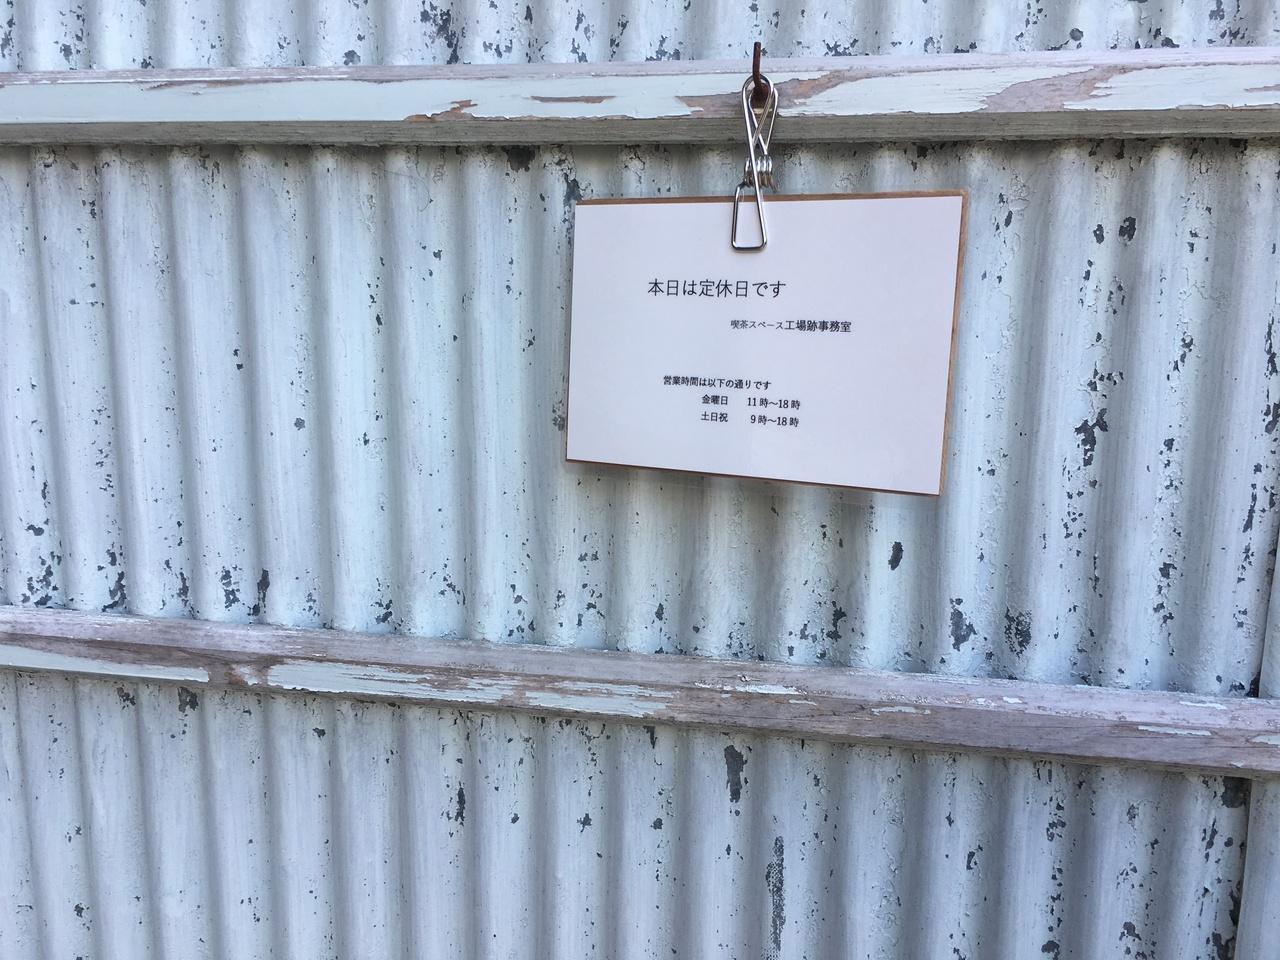 本日は定休日です
喫茶スペース工場跡事務室
営業時間は以下の通りです
金曜日 11時～18時
土日祝 9時～18時